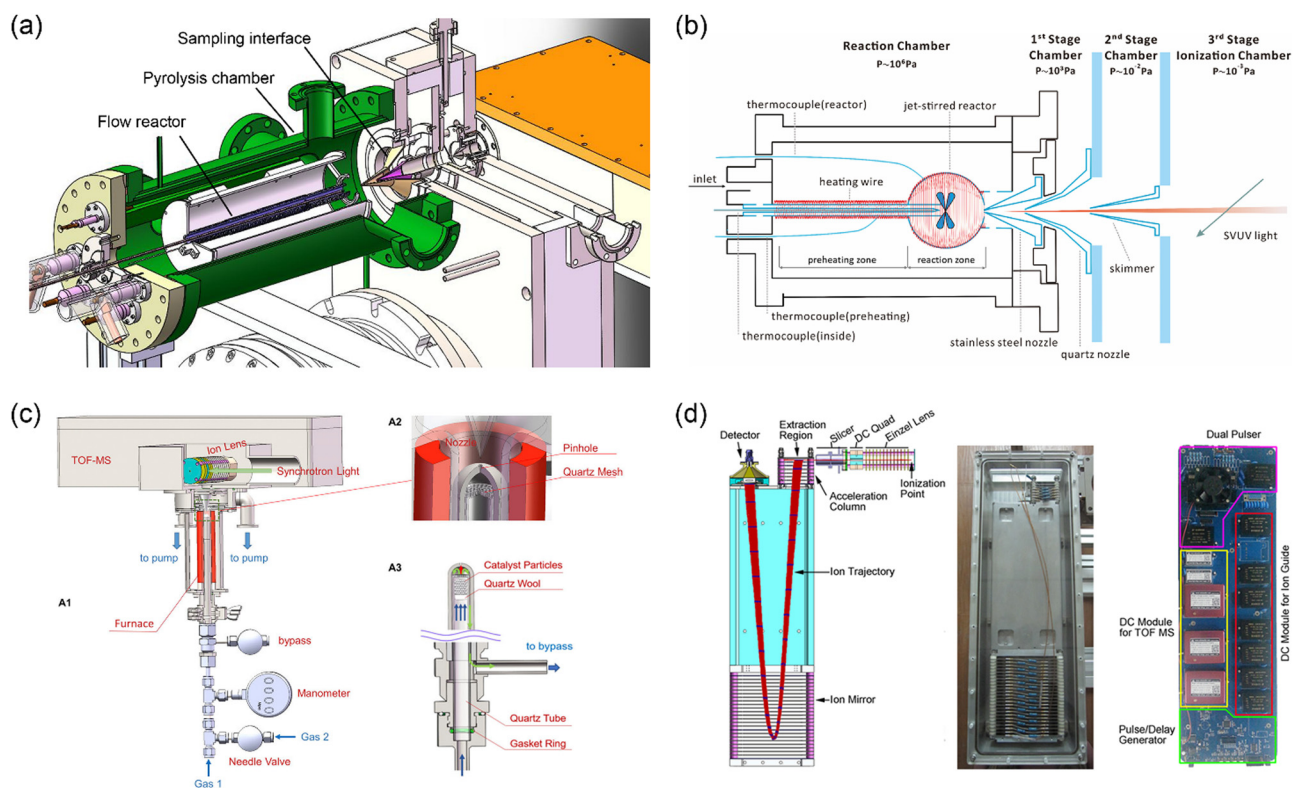 (a)
Sampling interface
Pyrolysis chamber
Flow reactor
(b)
Reaction Chamber
P~10⁶Pa
1st Stage
Chamber
P~10³Pa
2nd Stage
Chamber
P~10⁻²Pa
3rd Stage
Ionization Chamber
P~10⁻³Pa
thermocouple(reactor)
jet-stirred reactor
inlet
heating wire
SVUV light
preheating zone
reaction zone
skimmer
thermocouple(preheating)
thermocouple(inside)
stainless steel nozzle
quartz nozzle
(c)
TOF-MS
Ion Lens
Synchrotron Light
to pump
to pump
A1
Furnace
bypass
Manometer
Gas 2
Needle Valve
Gas 1
A2
Nozzle
Pinhole
Quartz Mesh
A3
Catalyst Particles
Quartz Wool
to bypass
Quartz Tube
Gasket Ring
(d)
Detector
Extraction
Region
Slicer
DC Quad
Einzel Lens
Ionization
Point
Acceleration
Column
Ion Trajectory
Ion Mirror
Dual Pulser
DC Module
for TOF MS
DC Module for Ion Guide
Pulse/Delay
Generator